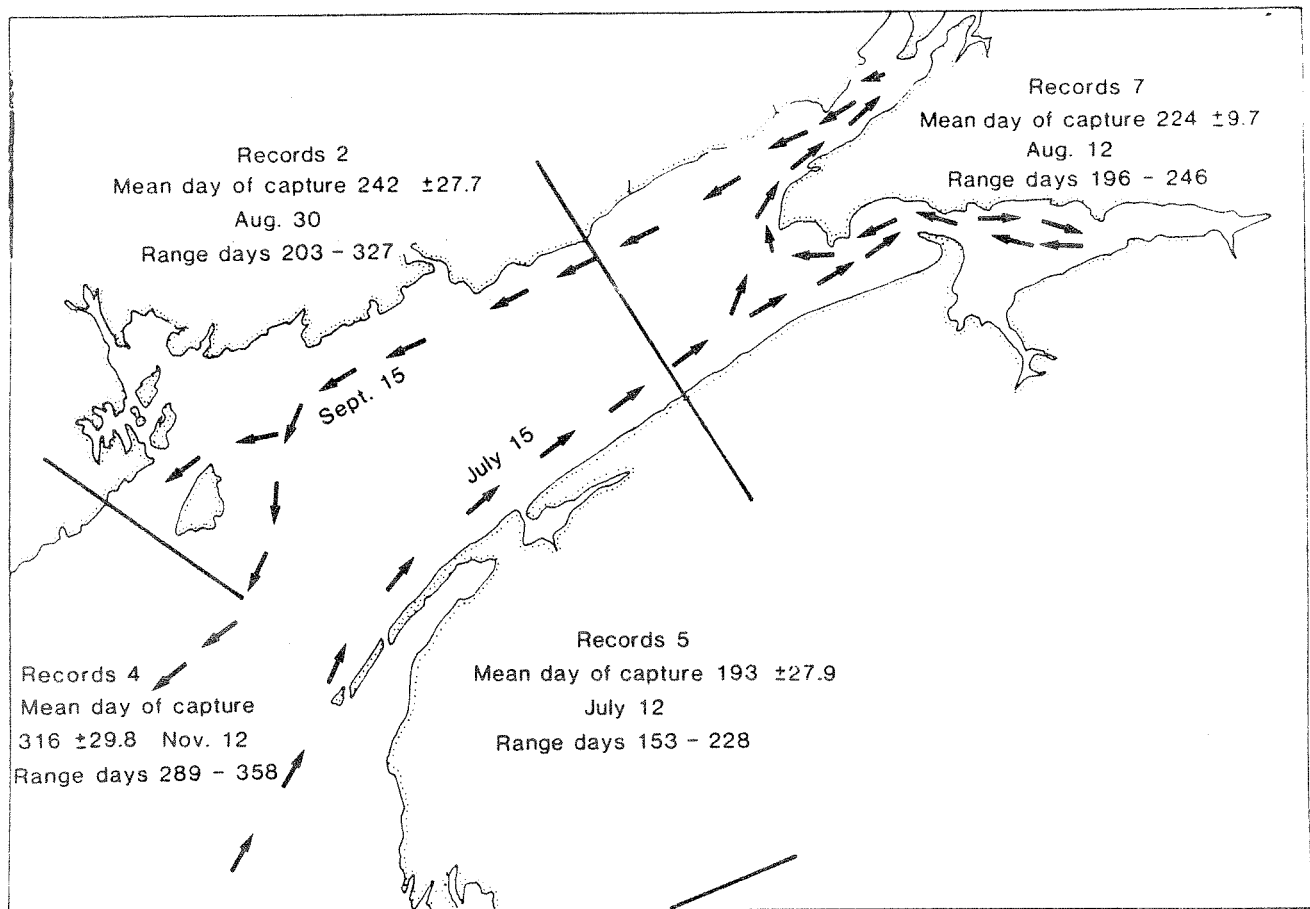 Records 7
Mean day of capture 224 ±9.7
Aug. 12
Range days 196 - 246
Records 2
Mean day of capture 242 ±27.7
Aug. 30
Range days 203 - 327
Sept. 15
July 15
Records 5
Mean day of capture 193 ±27.9
July 12
Range days 153 - 228
Records 4
Mean day of capture
316 ±29.8 Nov. 12
Range days 289 - 358